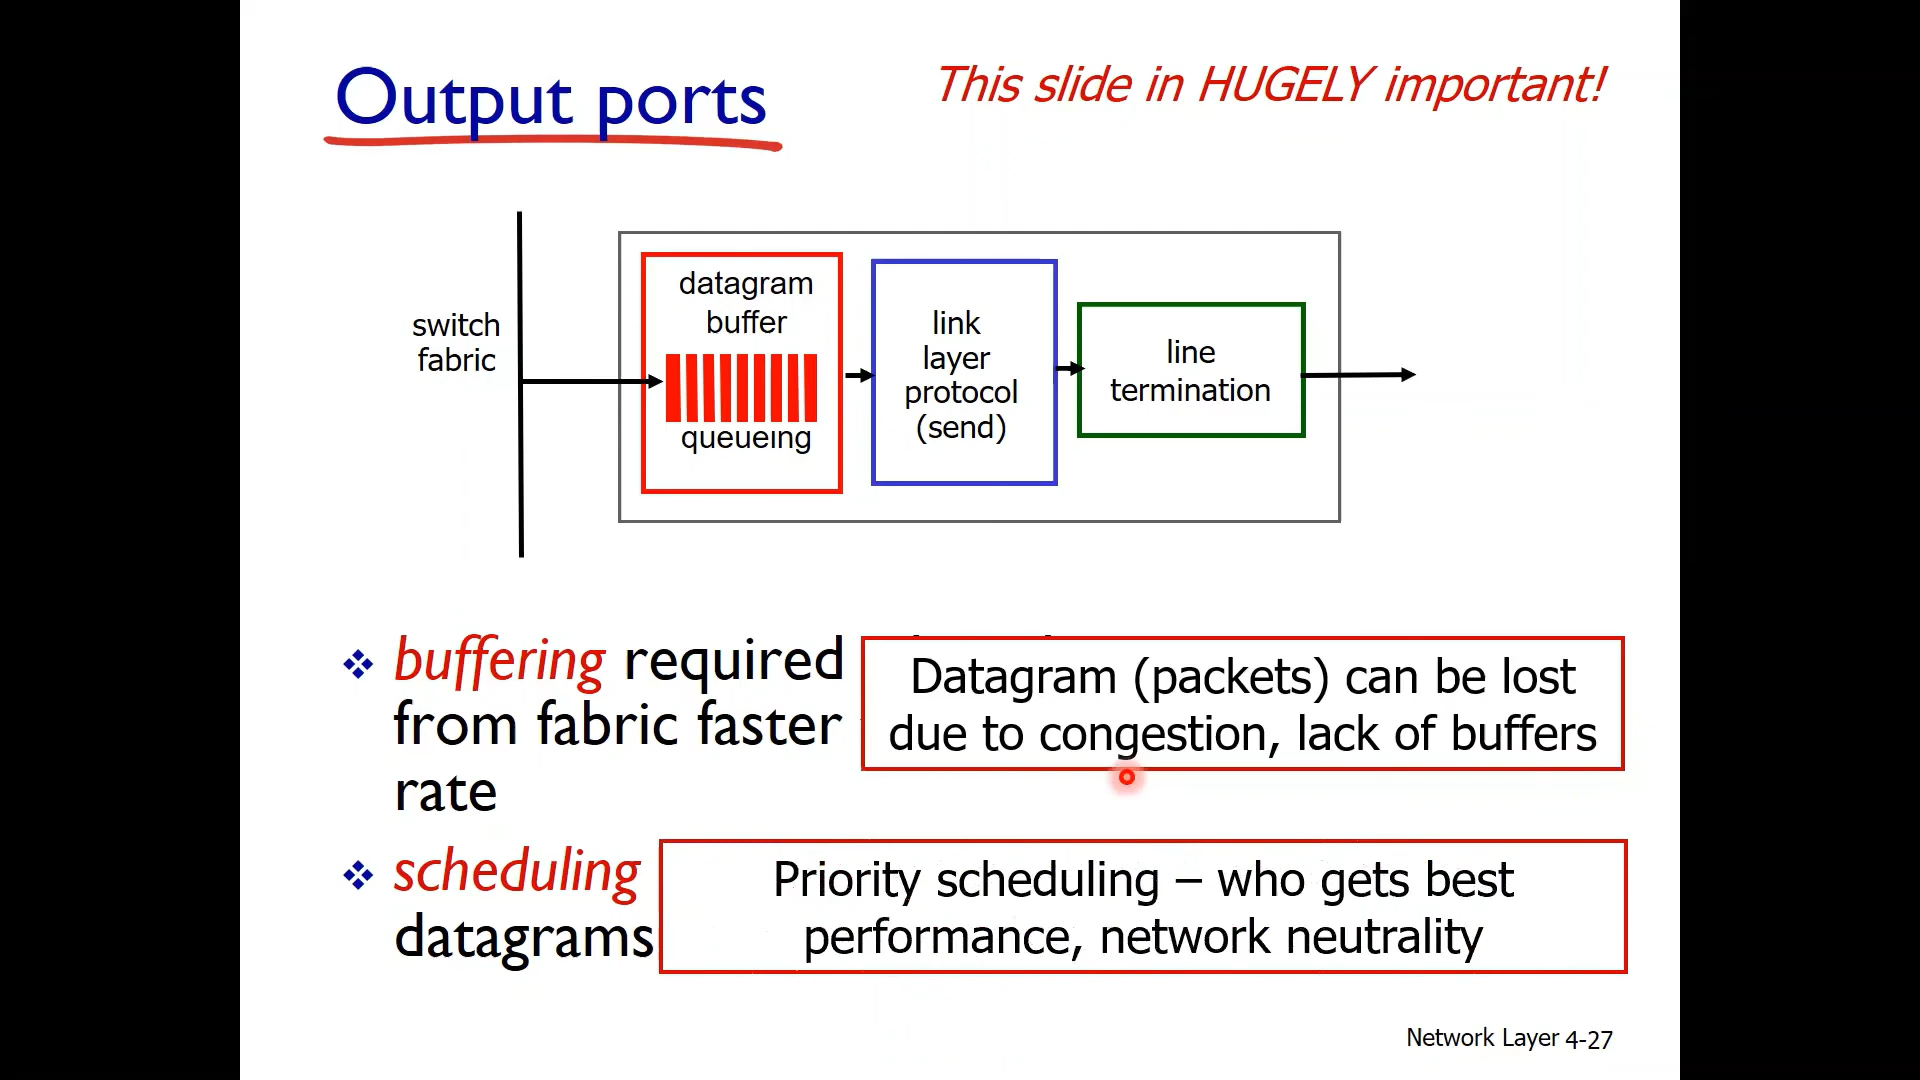 Output ports
This slide in HUGELY important!
switch
fabric
datagram
buffer
queueing
link
layer
protocol
(send)
line
termination
buffering required
from fabric faster
rate
Datagram (packets) can be lost
due to congestion, lack of buffers
scheduling
datagrams
Priority scheduling – who gets best
performance, network neutrality
Network Layer 4-27